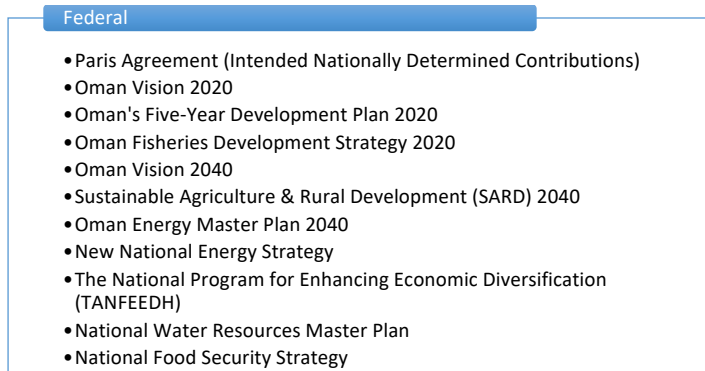 Federal
•Paris Agreement (Intended Nationally Determined Contributions)
•Oman Vision 2020
•Oman's Five-Year Development Plan 2020
•Oman Fisheries Development Strategy 2020
•Oman Vision 2040
•Sustainable Agriculture & Rural Development (SARD) 2040
•Oman Energy Master Plan 2040
•New National Energy Strategy
•The National Program for Enhancing Economic Diversification
(TANFEEDH)
•National Water Resources Master Plan
•National Food Security Strategy